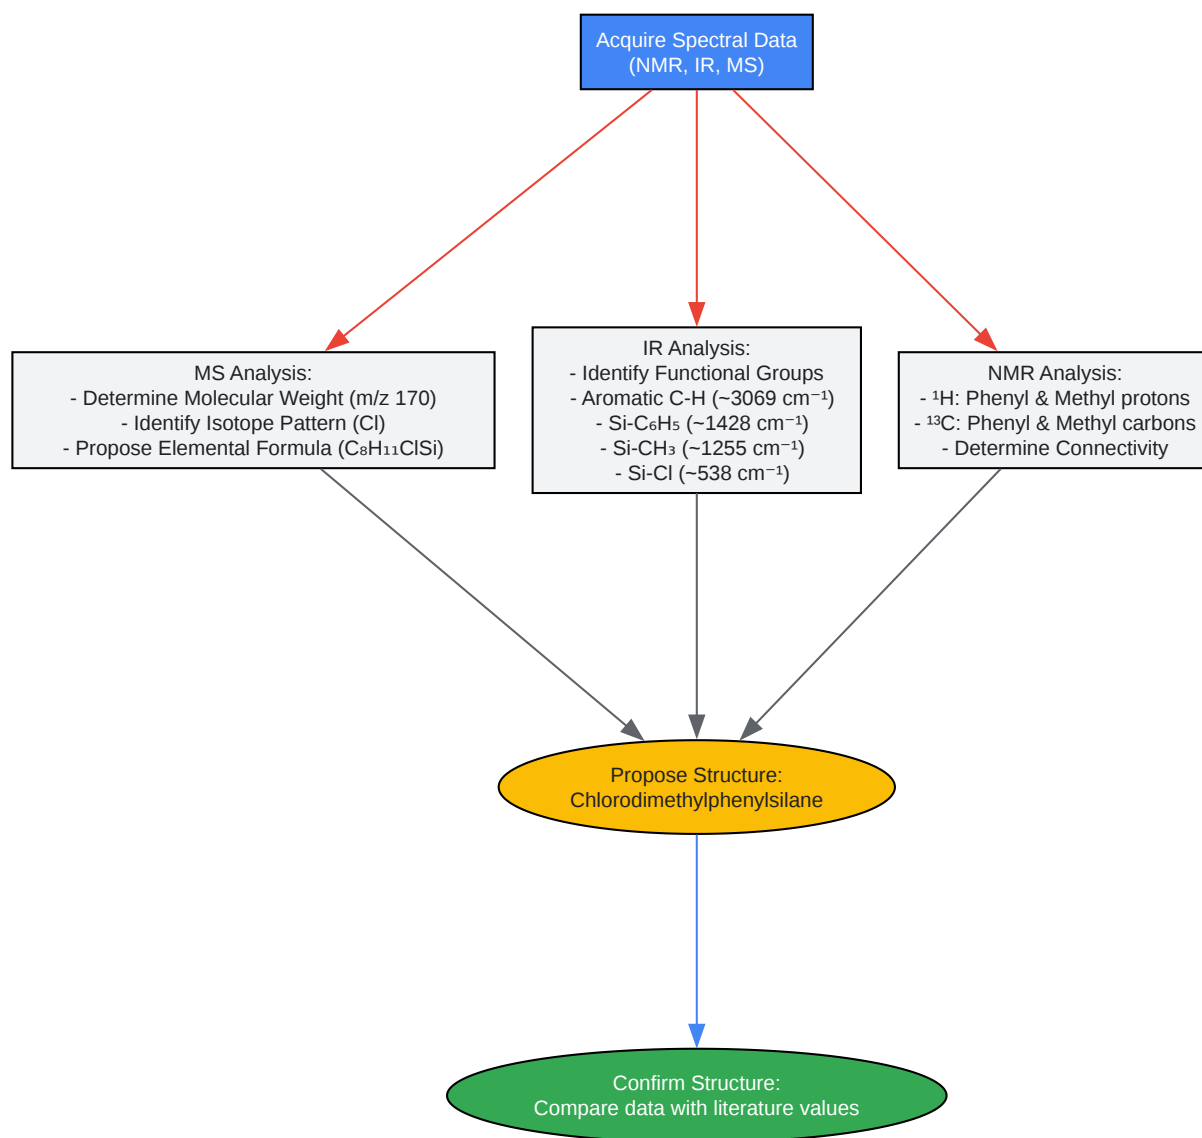 Acquire Spectral Data
(NMR, IR, MS)
MS Analysis:
- Determine Molecular Weight (m/z 170)
- Identify Isotope Pattern (Cl)
- Propose Elemental Formula (C₈H₁₁ClSi)
IR Analysis:
- Identify Functional Groups
- Aromatic C-H (~3069 cm⁻¹)
- Si-C₆H₅ (~1428 cm⁻¹)
- Si-CH₃ (~1255 cm⁻¹)
- Si-Cl (~538 cm⁻¹)
NMR Analysis:
- ¹H: Phenyl & Methyl protons
- ¹³C: Phenyl & Methyl carbons
- Determine Connectivity
Propose Structure:
Chlorodimethylphenylsilane
Confirm Structure:
Compare data with literature values